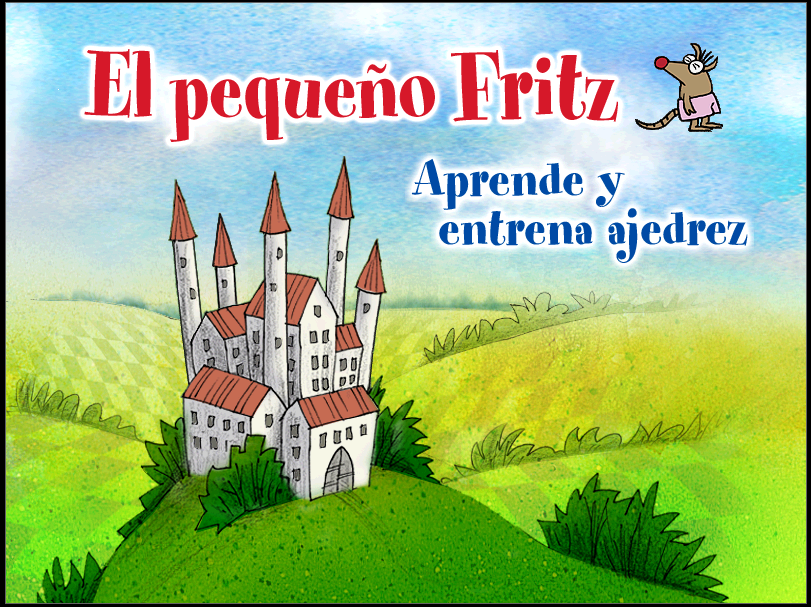 El pequeño Fritz
Aprende y
entrena ajedrez